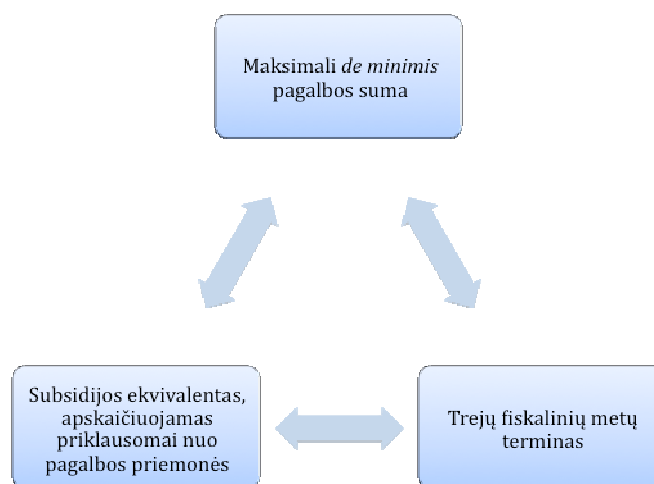 Maksimali de minimis
pagalbos suma
Subsidijos ekvivalentas,
apskaičiuojamas
priklausomai nuo
pagalbos priemonės
Trejų fiskalinių metų
terminas